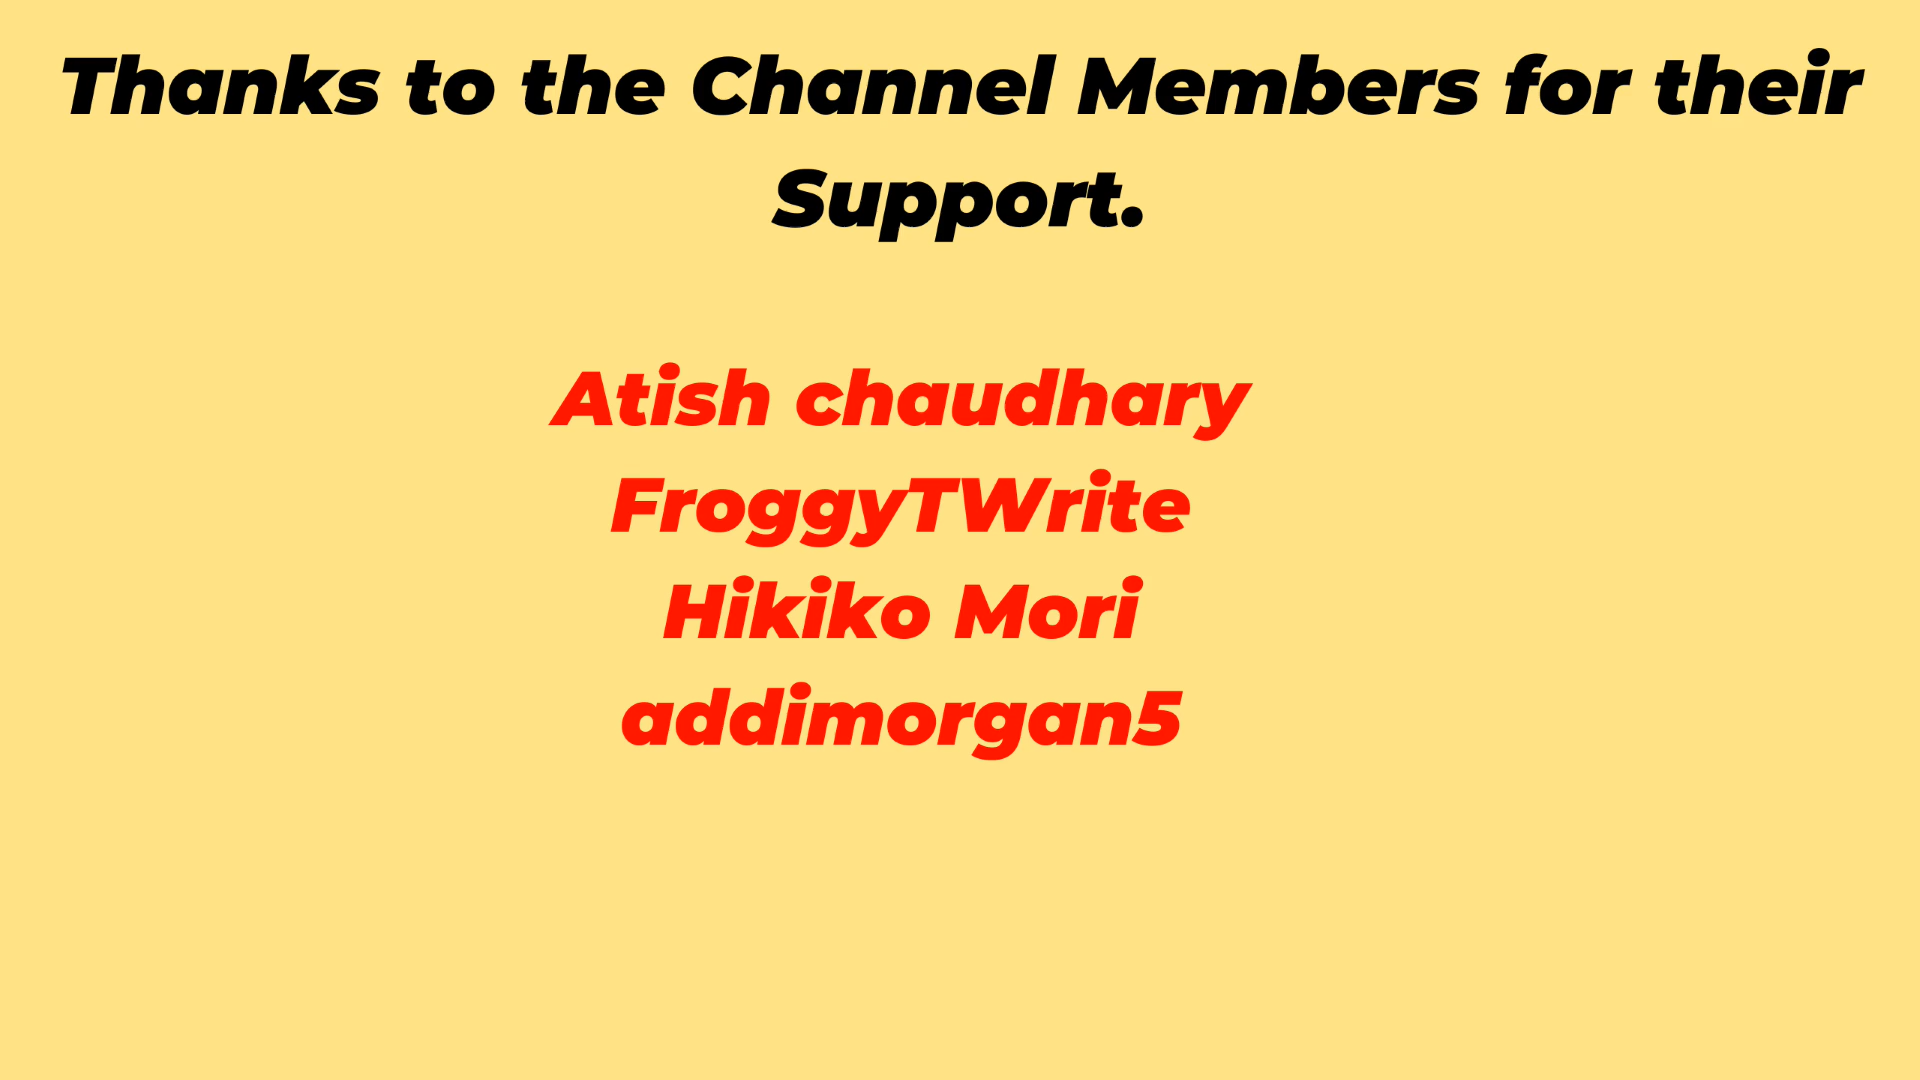 Thanks to the Channel Members for their
Support.
Atish chaudhary
FroggyTWrite
Hikiko Mori
addimorgan5